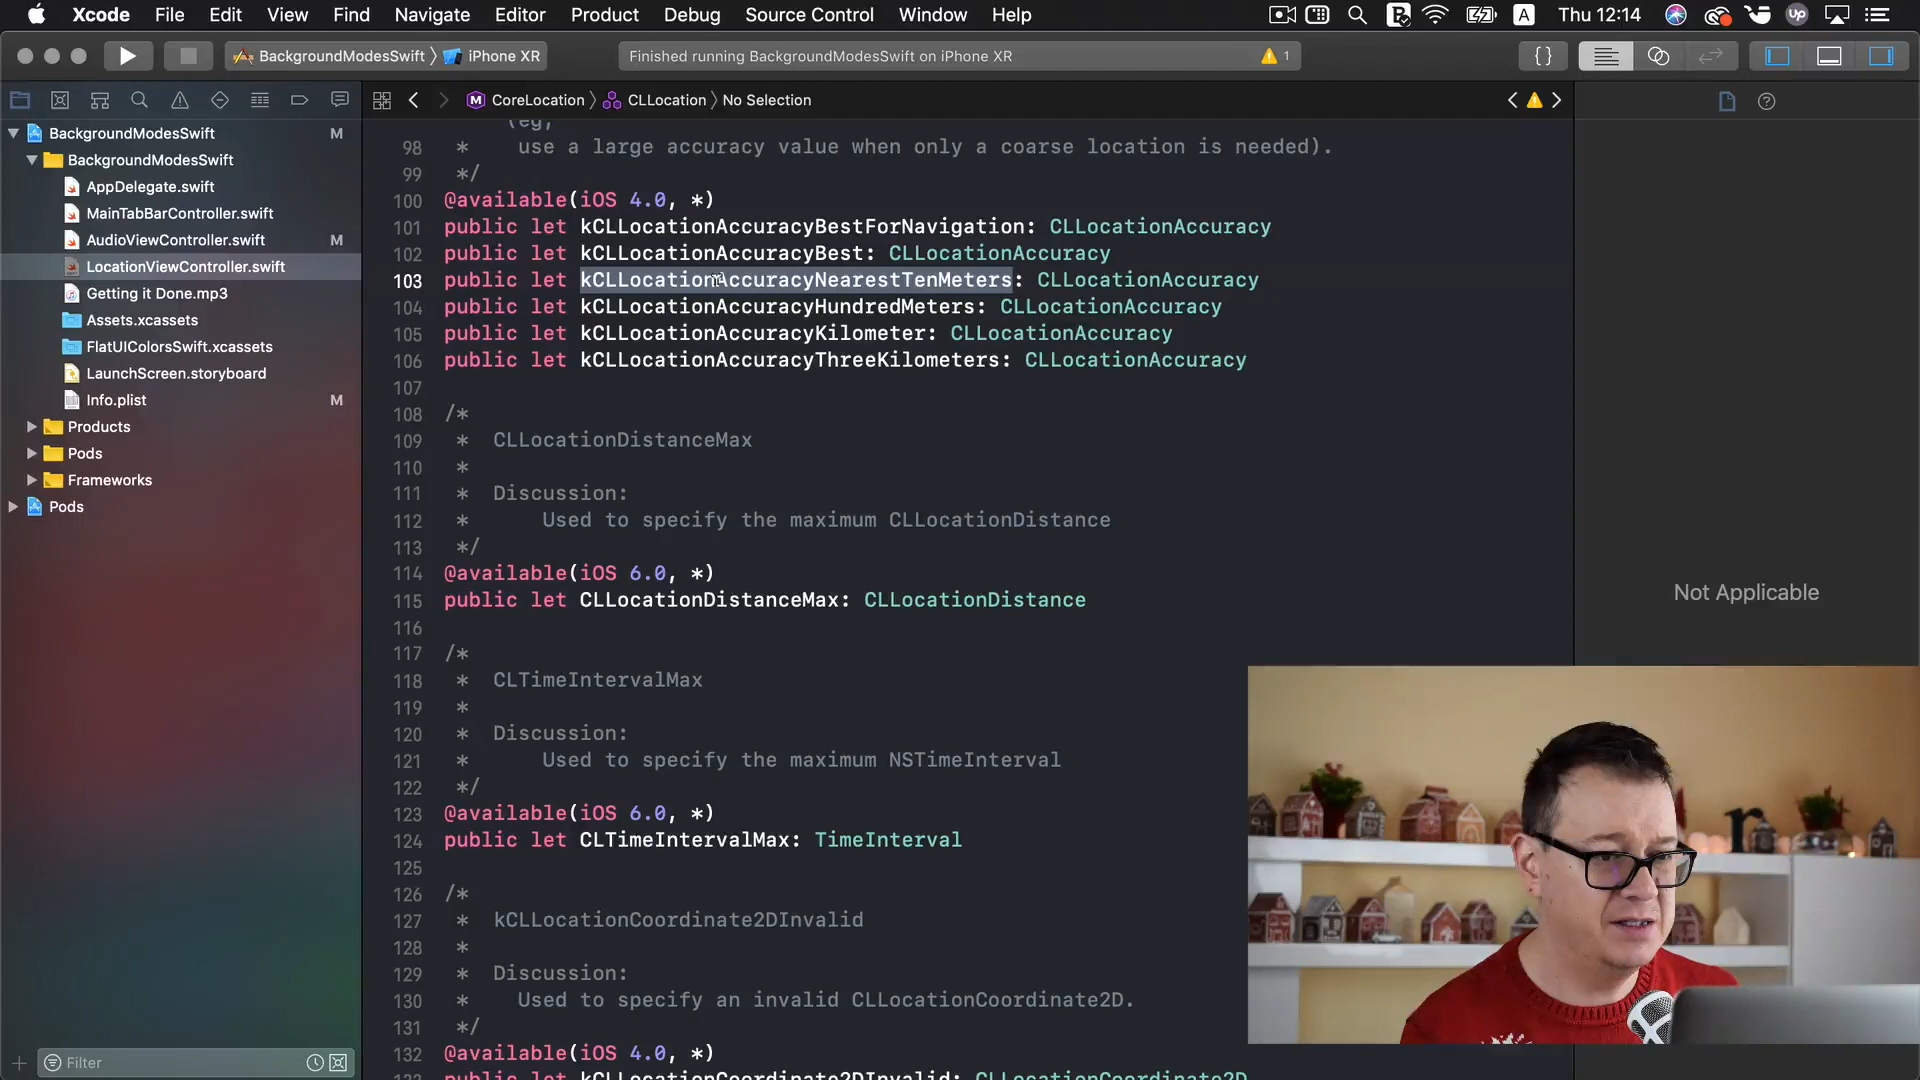 Xcode File Edit View Find Navigate Editor Product Debug Source Control Window Help A Thu 12:14 Up
BackgroundModesSwift iPhone XR Finished running BackgroundModesSwift on iPhone XR 1 {}
CoreLocation CLLocation No Selection
BackgroundModesSwift M
BackgroundModesSwift
AppDelegate.swift
MainTabBarController.swift
AudioViewController.swift M
LocationViewController.swift
Getting it Done.mp3
Assets.xcassets
FlatUIColorsSwift.xcassets
LaunchScreen.storyboard
Info.plist M
Products
Pods
Frameworks
Pods
Filter
(eg,
98 * use a large accuracy value when only a coarse location is needed).
99 */
100 @available(iOS 4.0, *)
101 public let kCLLocationAccuracyBestForNavigation: CLLocationAccuracy
102 public let kCLLocationAccuracyBest: CLLocationAccuracy
103 public let kCLLocationAccuracyNearestTenMeters: CLLocationAccuracy
104 public let kCLLocationAccuracyHundredMeters: CLLocationAccuracy
105 public let kCLLocationAccuracyKilometer: CLLocationAccuracy
106 public let kCLLocationAccuracyThreeKilometers: CLLocationAccuracy
107
108 /*
109 * CLLocationDistanceMax
110 *
111 * Discussion:
112 * Used to specify the maximum CLLocationDistance
113 */
114 @available(iOS 6.0, *)
115 public let CLLocationDistanceMax: CLLocationDistance
116
117 /*
118 * CLTimeIntervalMax
119 *
120 * Discussion:
121 * Used to specify the maximum NSTimeInterval
122 */
123 @available(iOS 6.0, *)
124 public let CLTimeIntervalMax: TimeInterval
125
126 /*
127 * kCLLocationCoordinate2DInvalid
128 *
129 * Discussion:
130 * Used to specify an invalid CLLocationCoordinate2D.
131 */
132 @available(iOS 4.0, *)
public let kCLLocationCoordinate2DInvalid: CLLocationCoordinate2D
Not Applicable